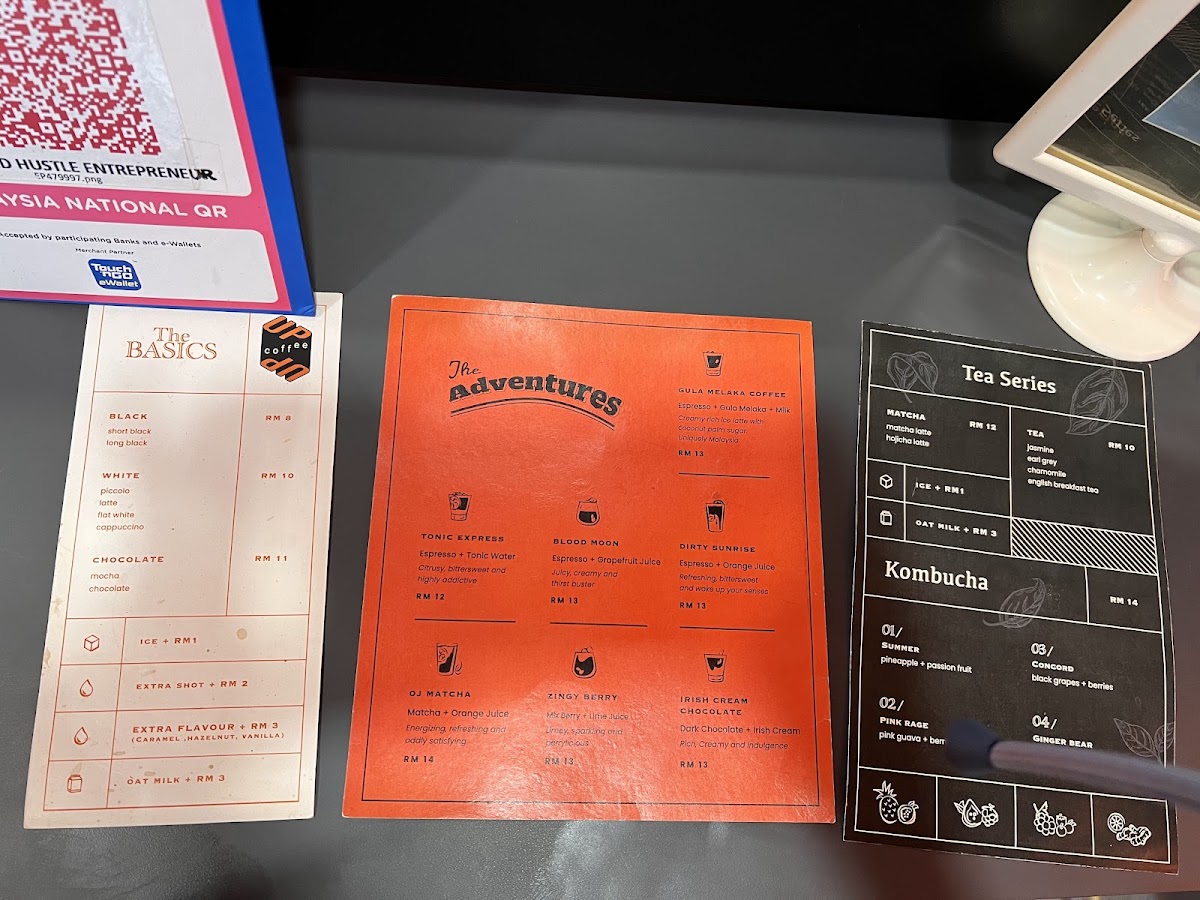 D HUSTLE ENTREPRENEUR
5P479997.png
AYSIA NATIONAL QR
Accepted by participating Banks and e-Wallets
Merchant Partner
Touch
'n GO
eWallet
The
BASICS
UP
coffee
UP
BLACK RM 8
short black
long black
WHITE RM 10
piccolo
latte
flat white
cappuccino
CHOCOLATE RM 11
mocha
chocolate
ICE + RM1
EXTRA SHOT + RM 2
EXTRA FLAVOUR + RM 3
(CARAMEL ,HAZELNUT, VANILLA)
OAT MILK + RM 3
The
Adventures
GULA MELAKA COFFEE
Espresso + Gula Melaka + Milk
Creamy rich ice latte with
coconut palm sugar.
Uniquely Malaysia
RM 13
TONIC EXPRESS
Espresso + Tonic Water
Citrusy, bittersweet and
highly addictive
RM 12
BLOOD MOON
Espresso + Grapefruit Juice
Juicy, creamy and
thirst buster
RM 13
DIRTY SUNRISE
Espresso + Orange Juice
Refreshing, bittersweet
and wake up your senses
RM 13
OJ MATCHA
Matcha + Orange Juice
Energizing, refreshing and
oddly satisfying
RM 14
ZINGY BERRY
Mix Berry + Lime Juice
Limey, sparkling and
berrylicious
RM 13
IRISH CREAM
CHOCOLATE
Dark Chocolate + Irish Cream
Rich, Creamy and Indulgence
RM 13
Tea Series
MATCHA RM 12
matcha latte
hojicha latte
TEA RM 10
jasmine
earl grey
chamomile
english breakfast tea
ICE + RM1
OAT MILK + RM 3
Kombucha
RM 14
01/
SUMMER
pineapple + passion fruit
02/
PINK RAGE
pink guava + berr
03/
CONCORD
black grapes + berries
04/
GINGER BEAR